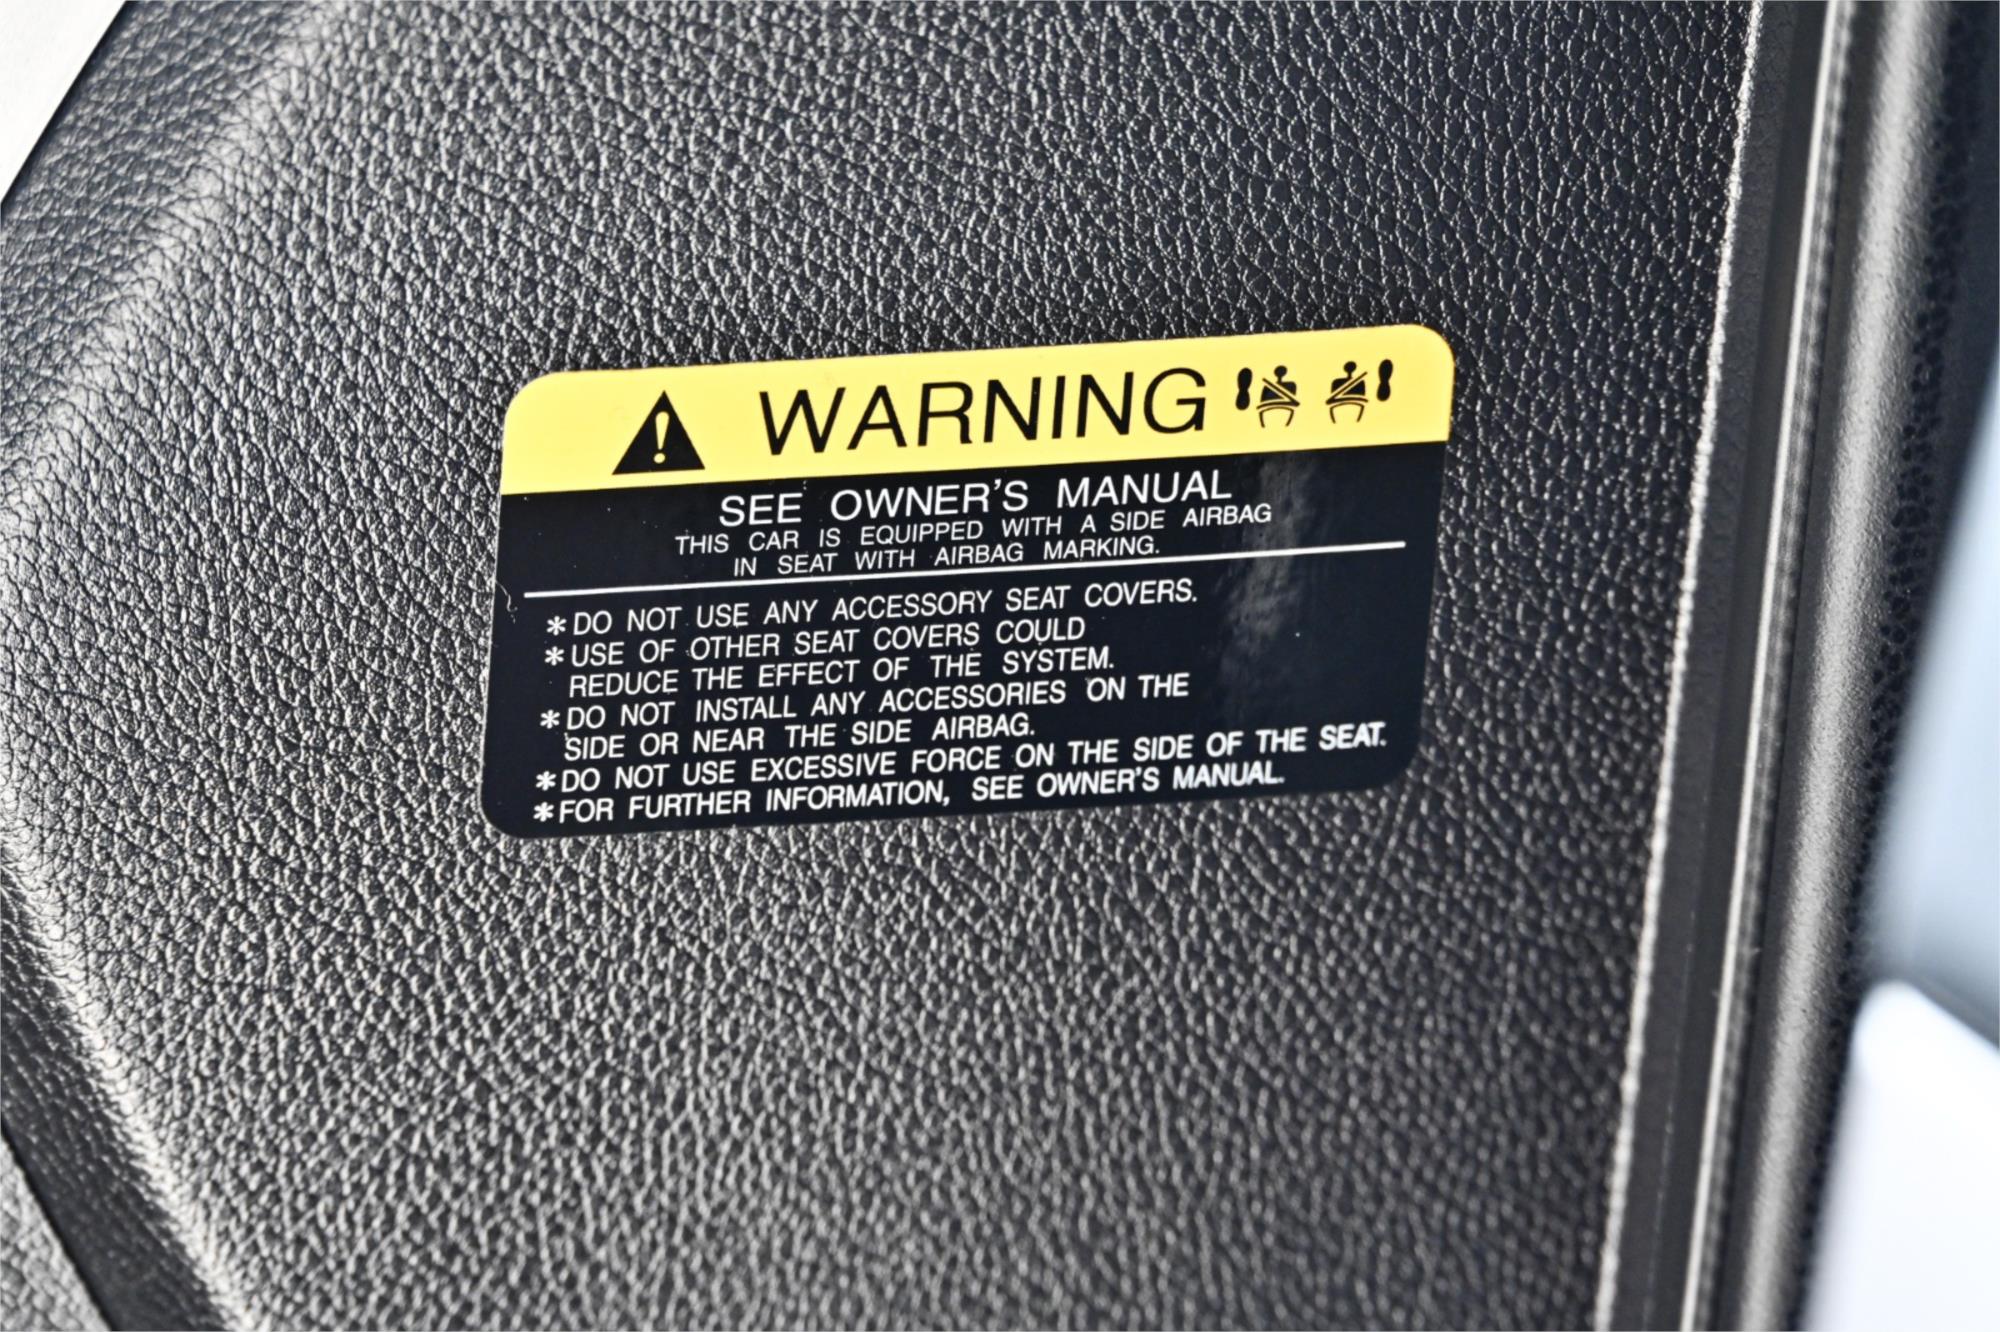 WARNING
SEE OWNER'S MANUAL
THIS CAR IS EQUIPPED WITH A SIDE AIRBAG
IN SEAT WITH AIRBAG MARKING.
*DO NOT USE ANY ACCESSORY SEAT COVERS.
*USE OF OTHER SEAT COVERS COULD
REDUCE THE EFFECT OF THE SYSTEM.
*DO NOT INSTALL ANY ACCESSORIES ON THE
SIDE OR NEAR THE SIDE AIRBAG.
*DO NOT USE EXCESSIVE FORCE ON THE SIDE OF THE SEAT.
*FOR FURTHER INFORMATION, SEE OWNER'S MANUAL.